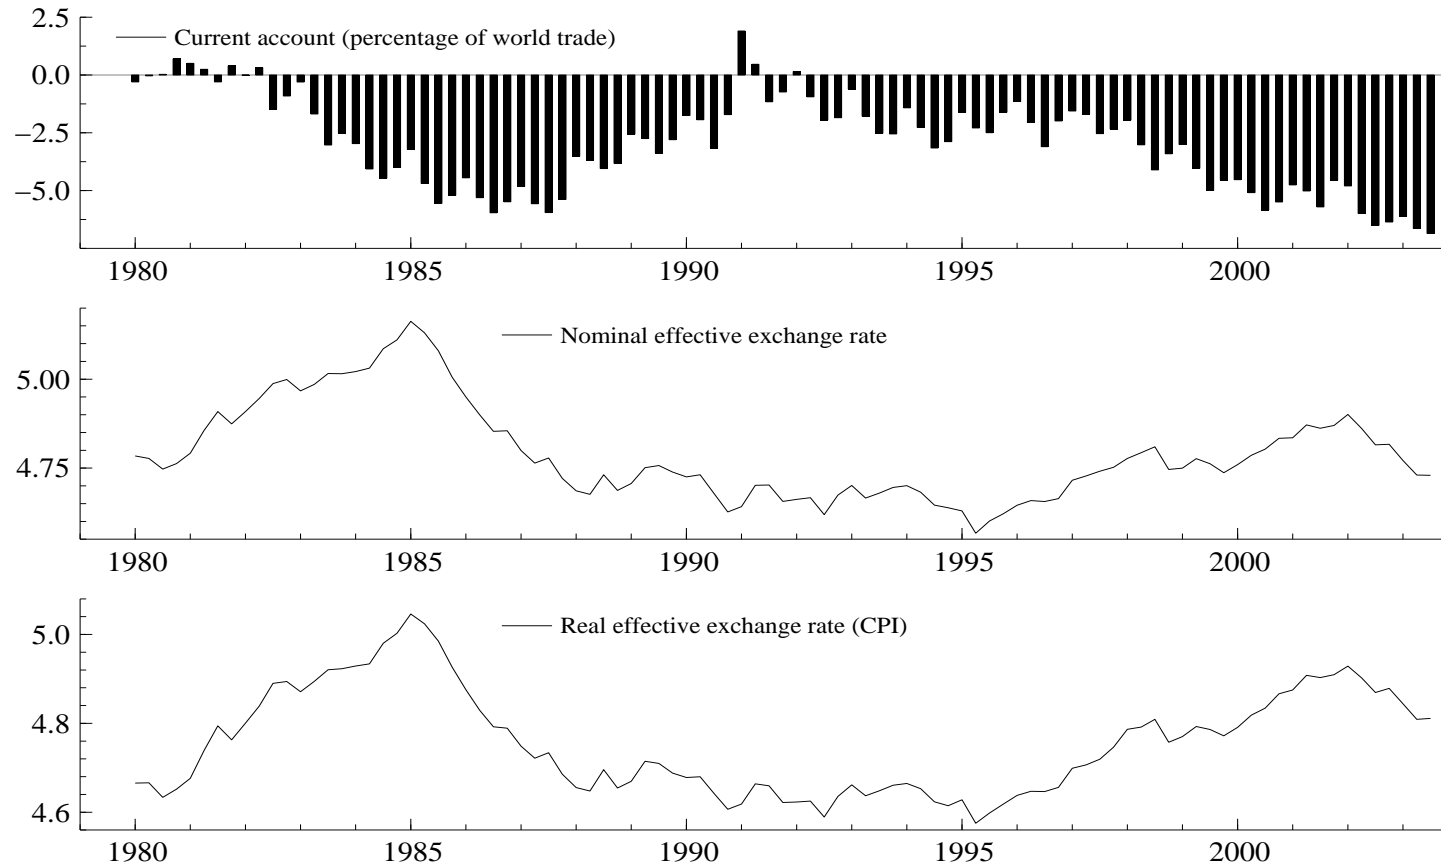 2.5
Current account (percentage of world trade)
0.0
−2.5
−5.0
1980 1985 1990 1995 2000
Nominal effective exchange rate
5.00
4.75
1980 1985 1990 1995 2000
Real effective exchange rate (CPI)
5.0
4.8
4.6
1980 1985 1990 1995 2000